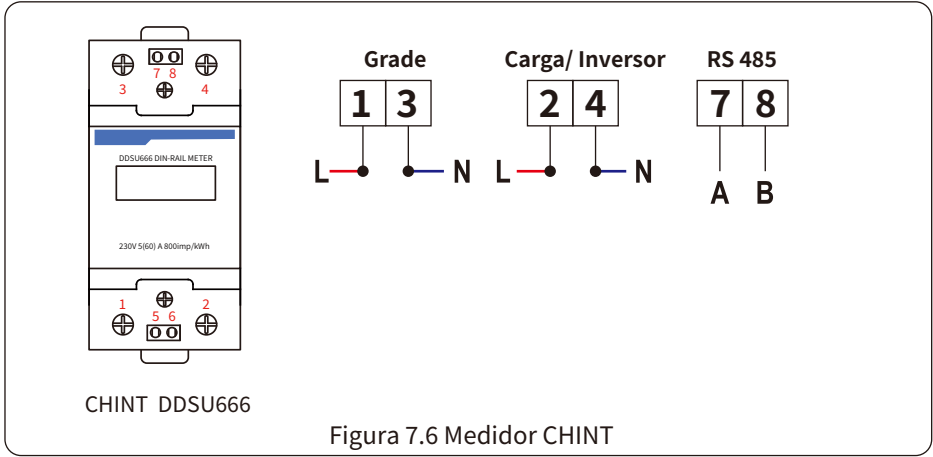 7 8
3 4
DDSU666 DIN-RAIL METER
230V 5(60) A 800imp/kWh
1 2
5 6
CHINT DDSU666
Grade
1 3
L N
Carga/ Inversor
2 4
L N
RS 485
7 8
A B
Figura 7.6 Medidor CHINT